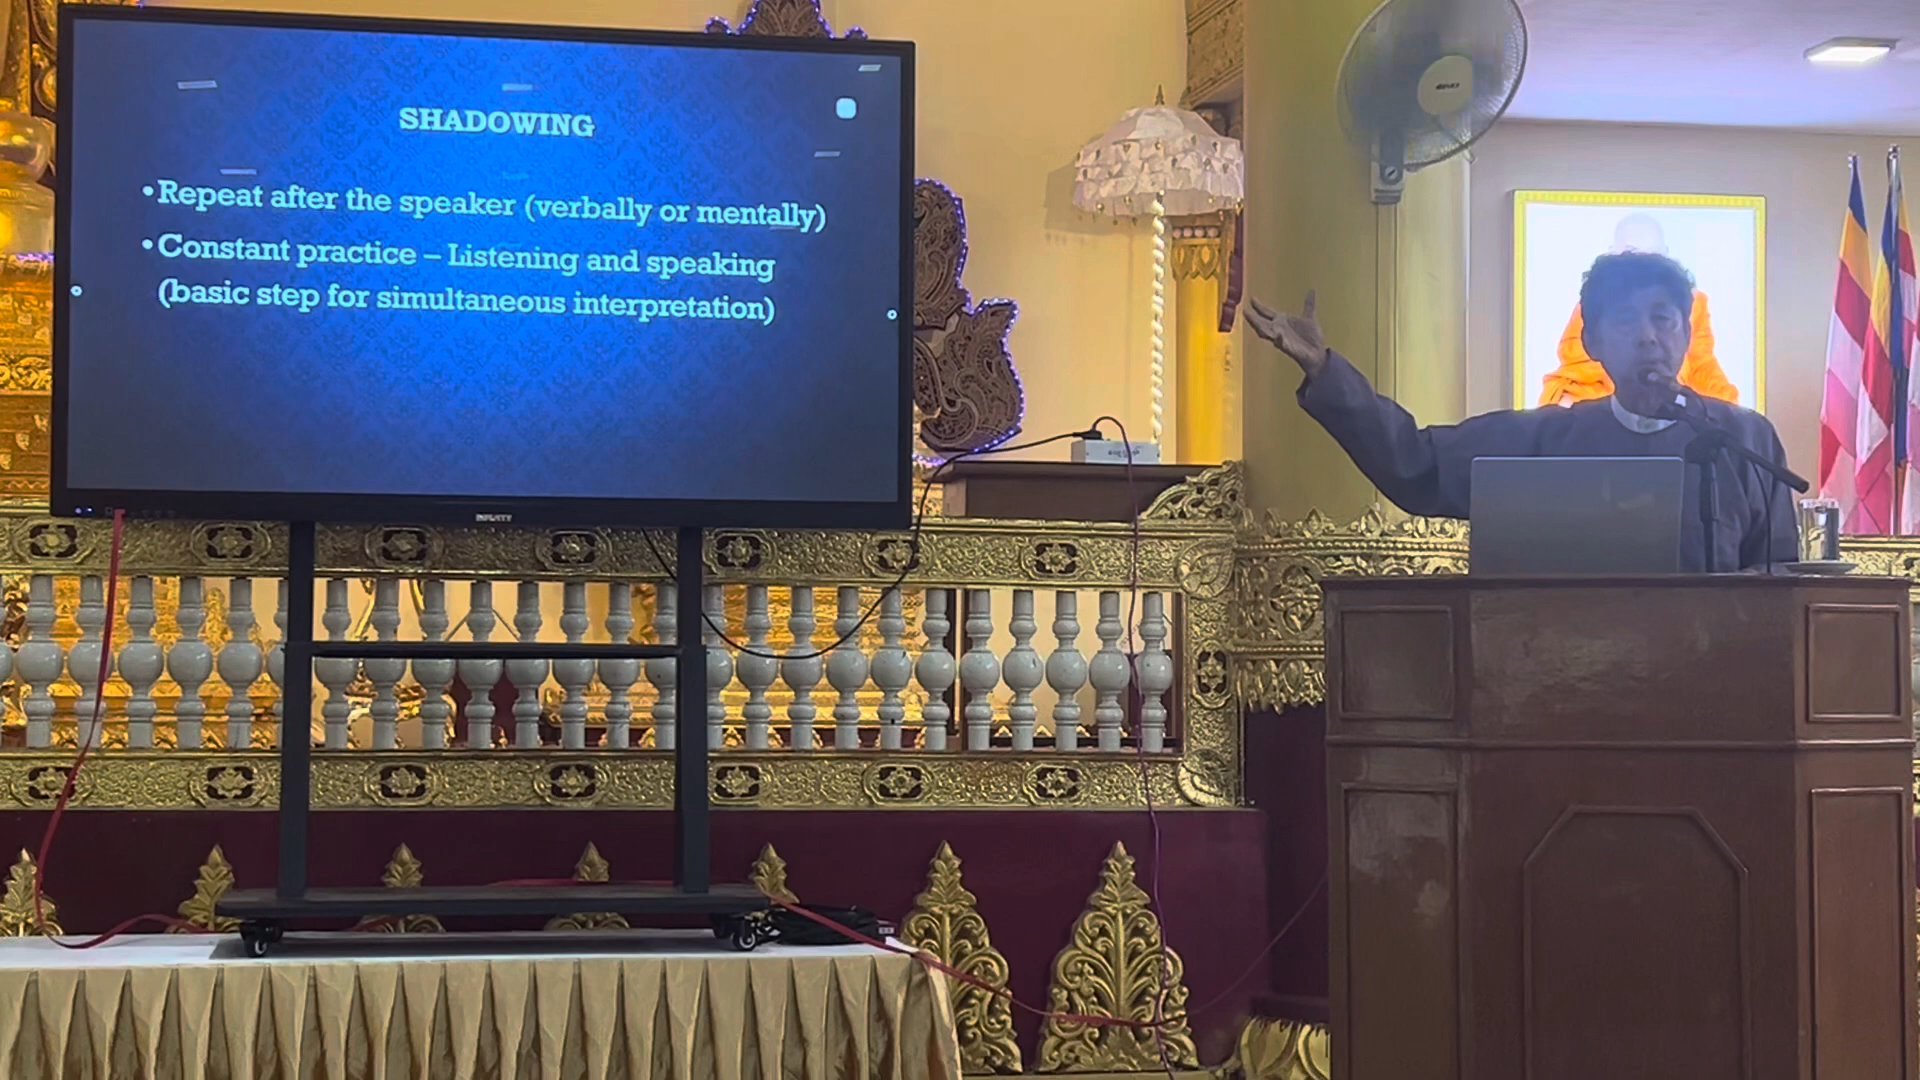 SHADOWING
•Repeat after the speaker (verbally or mentally)
•Constant practice – Listening and speaking
(basic step for simultaneous interpretation)